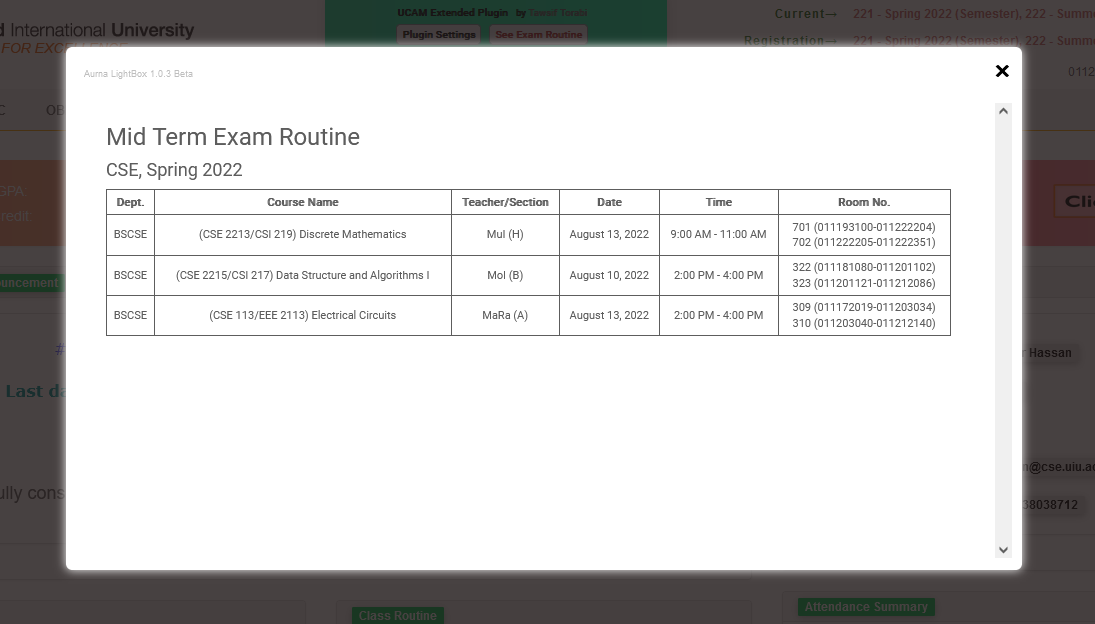 International University
FOR EXCELLENCE
UCAM Extended Plugin by Tawsif Torabi
Plugin Settings See Exam Routine
Current→ 221 - Spring 2022 (Semester), 222 - Summ
Registration→ 221 - Spring 2022 (Semester), 222 - Summ
0112
Auma LightBox 1.0.3 Beta
OB
GPA
redit
Clic
Mid Term Exam Routine
CSE, Spring 2022
Dept. Course Name Teacher/Section Date Time Room No.
BSCSE (CSE 2213/CSI 219) Discrete Mathematics Mul (H) August 13, 2022 9:00 AM - 11:00 AM 701 (011193100-011222204)
702 (011222205-011222351)
BSCSE (CSE 2215/CSI 217) Data Structure and Algorithms I Mol (B) August 10, 2022 2:00 PM - 4:00 PM 322 (011181080-011201102)
323 (011201121-011212086)
BSCSE (CSE 113/EEE 2113) Electrical Circuits MaRa (A) August 13, 2022 2:00 PM - 4:00 PM 309 (011172019-011203034)
310 (011203040-011212140)
uncement
#
r Hassan
Last da
n@cse.uiu.ac
ully cons
38038712
Class Routine
Attendance Summary